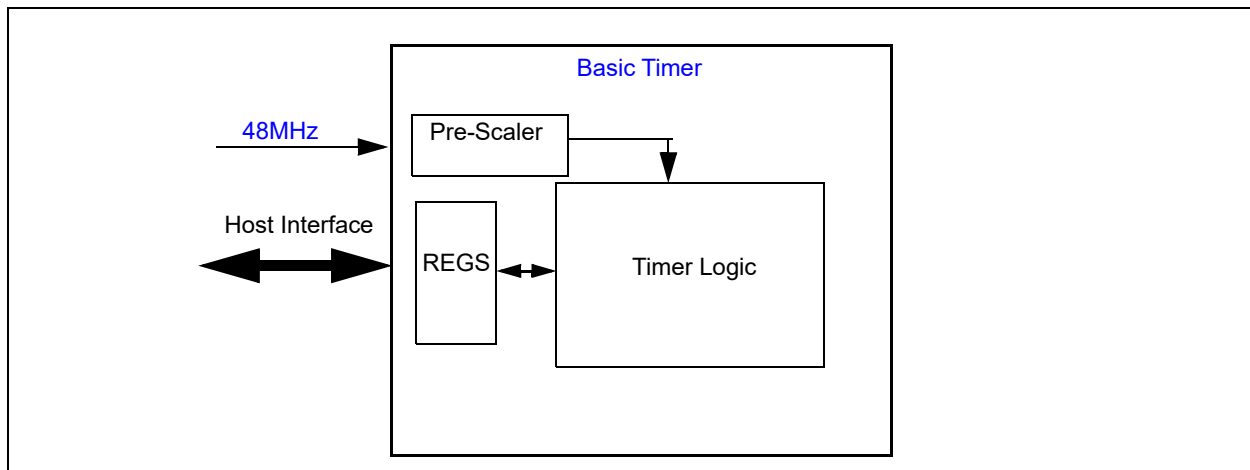 Basic Timer
48MHz
Pre-Scaler
Host Interface
REGS
Timer Logic